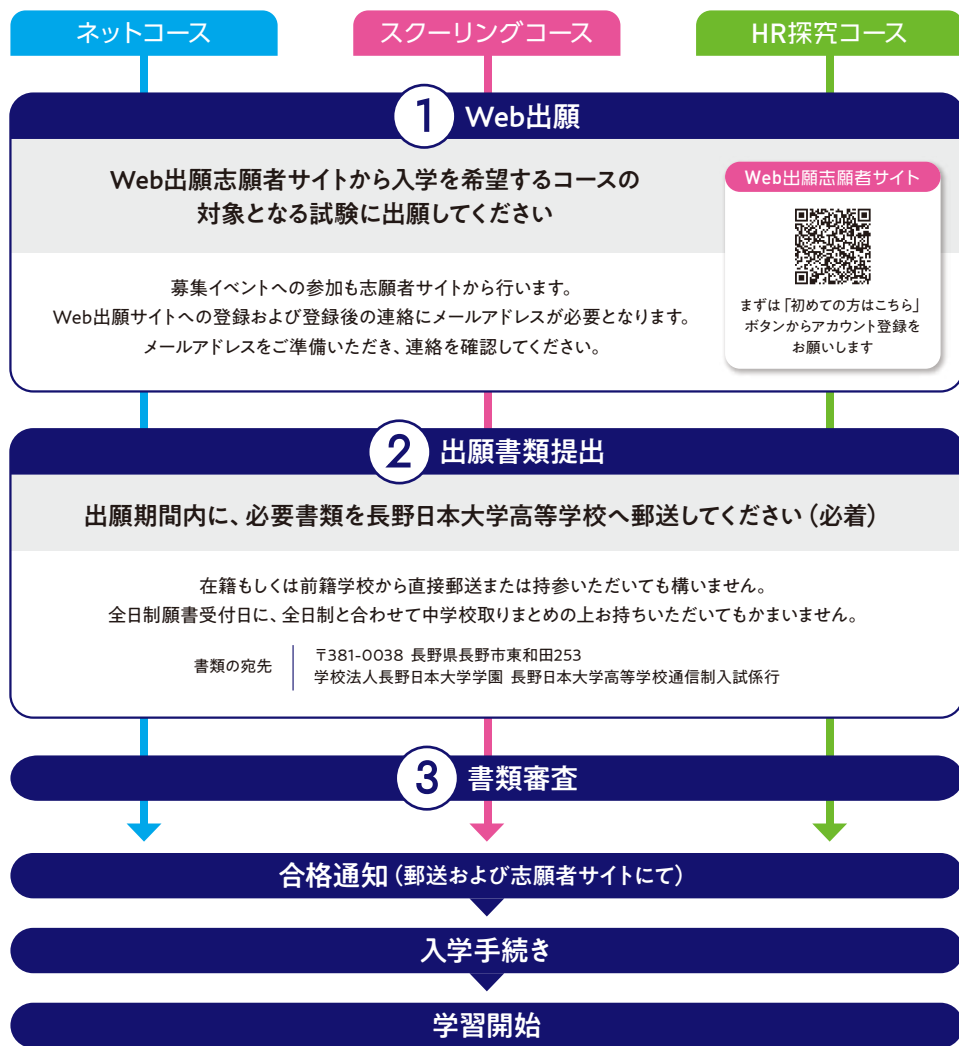 ネットコース
スクーリングコース
HR探究コース
1 Web出願
Web出願志願者サイトから入学を希望するコースの
対象となる試験に出願してください
募集イベントへの参加も志願者サイトから行います。
Web出願サイトへの登録および登録後の連絡にメールアドレスが必要となります。
メールアドレスをご準備いただき、連絡を確認してください。
Web出願志願者サイト
まずは「初めての方はこちら」
ボタンからアカウント登録を
お願いします
2 出願書類提出
出願期間内に、必要書類を長野日本大学高等学校へ郵送してください（必着）
在籍もしくは前籍学校から直接郵送または持参いただいても構いません。
全日制願書受付日に、全日制と合わせて中学校取りまとめの上お持ちいただいてもかまいません。
書類の宛先
〒381-0038 長野県長野市東和田253
学校法人長野日本大学学園 長野日本大学高等学校通信制入試係行
3 書類審査
合格通知（郵送および志願者サイトにて）
入学手続き
学習開始